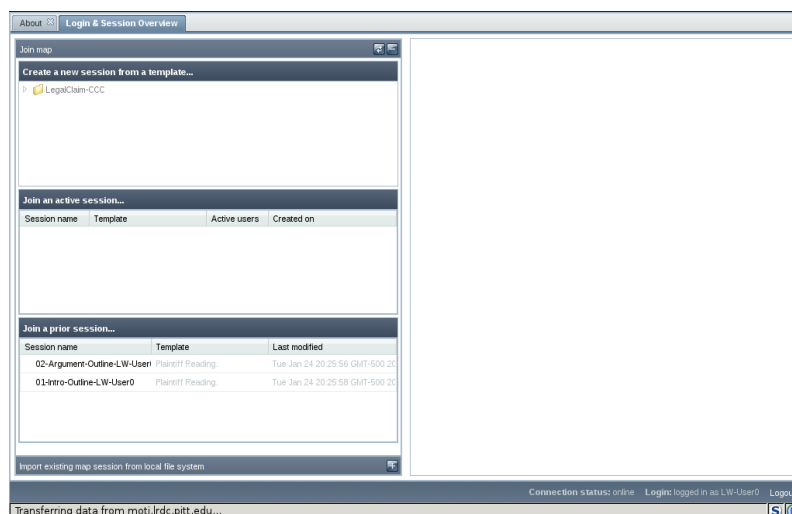 About
Login & Session Overview
Join map
Create a new session from a template...
LegalClaim-CCC
Join an active session...
Session name Template Active users Created on
Join a prior session...
Session name Template Last modified
02-Argument-Outline-LW-User Plaintiff Reading. Tue Jan 24 20:25:56 GMT-500 20
01-Intro-Outline-LW-User0 Plaintiff Reading. Tue Jan 24 20:25:58 GMT-500 20
Import existing map session from local file system
Connection status: online Login: logged in as LW-User0 Logou
Transferring data from moti.lrdc.pitt.edu... S